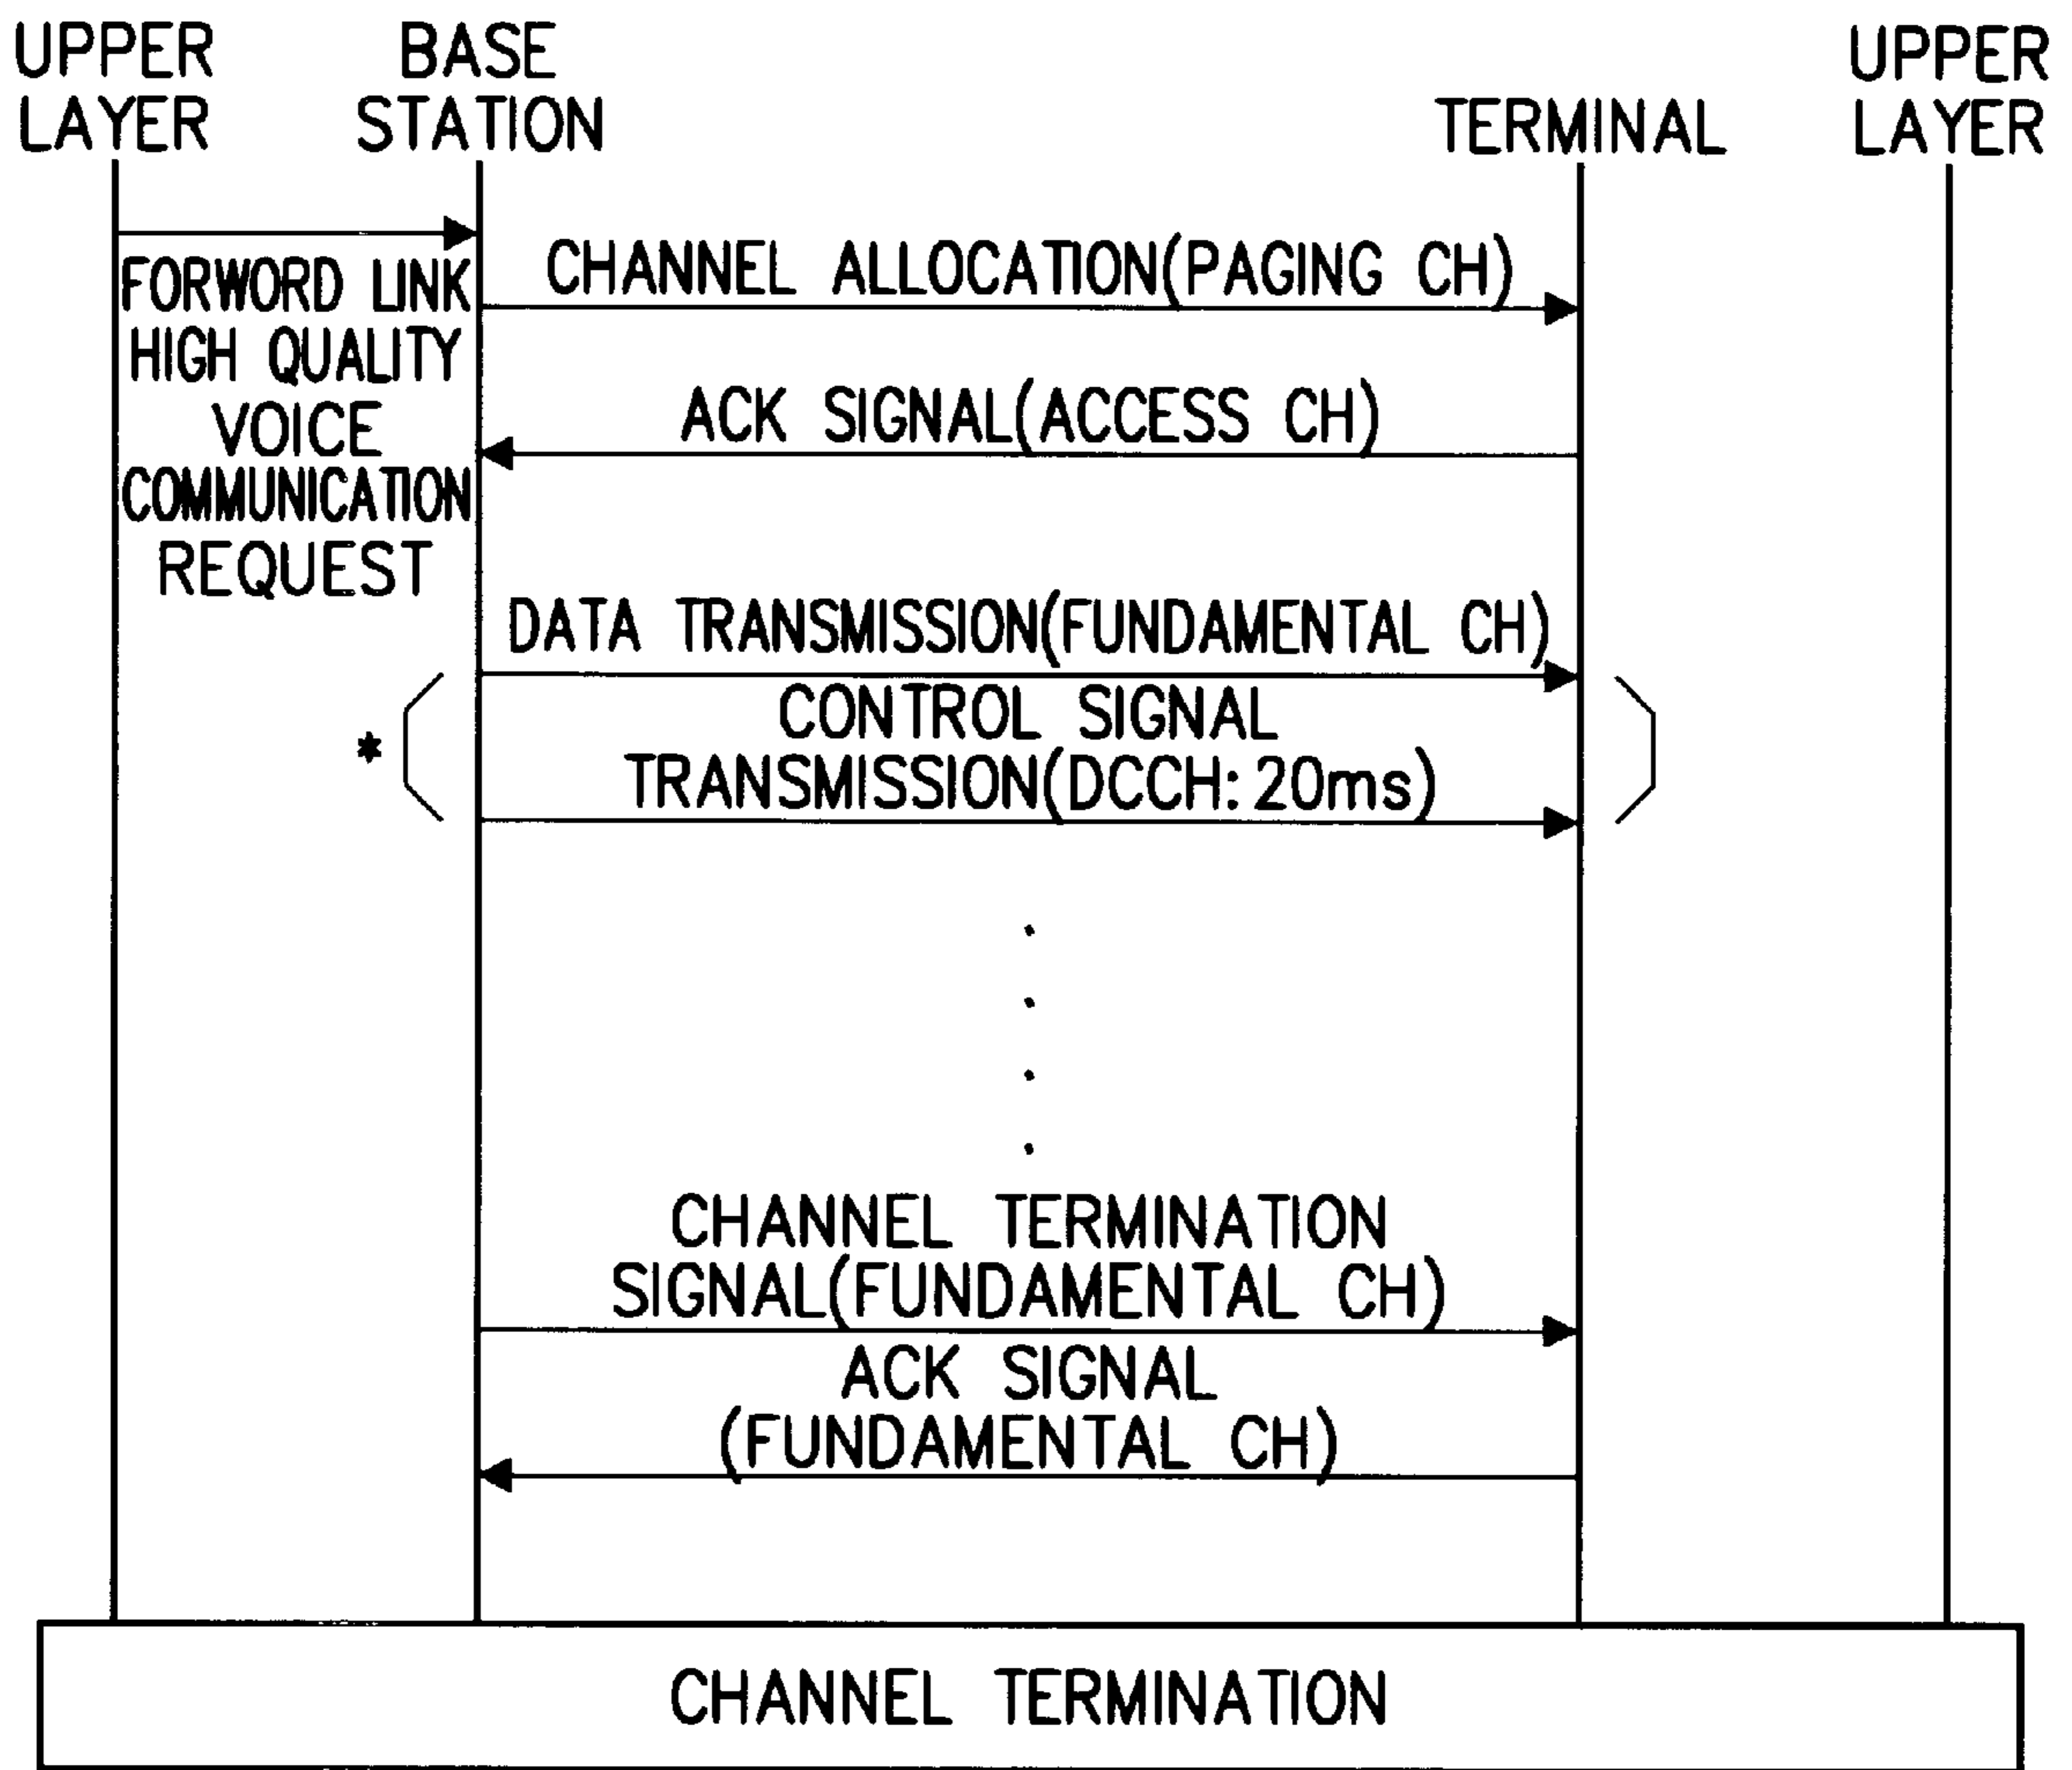 UPPER
LAYER
BASE
STATION
TERMINAL
UPPER
LAYER
FORWORD LINK
HIGH QUALITY
VOICE
COMMUNICATION
REQUEST
CHANNEL ALLOCATION(PAGING CH)
ACK SIGNAL(ACCESS CH)
DATA TRANSMISSION(FUNDAMENTAL CH)
*
CONTROL SIGNAL
TRANSMISSION(DCCH:20ms)
CHANNEL TERMINATION
SIGNAL(FUNDAMENTAL CH)
ACK SIGNAL
(FUNDAMENTAL CH)
CHANNEL TERMINATION